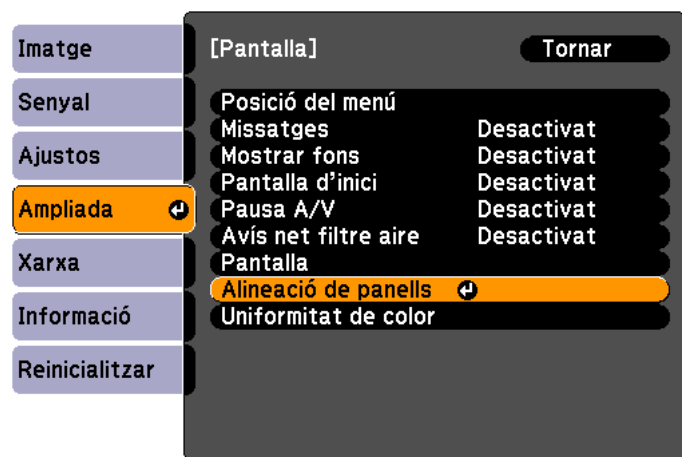 Imatge
Senyal
Ajustos
Ampliada
Xarxa
Informació
Reinicialitzar
[Pantalla] Tornar
Posició del menú
Missatges Desactivat
Mostrar fons Desactivat
Pantalla d'inici Desactivat
Pausa A/V Desactivat
Avís net filtre aire Desactivat
Pantalla
Alineació de panells
Uniformitat de color